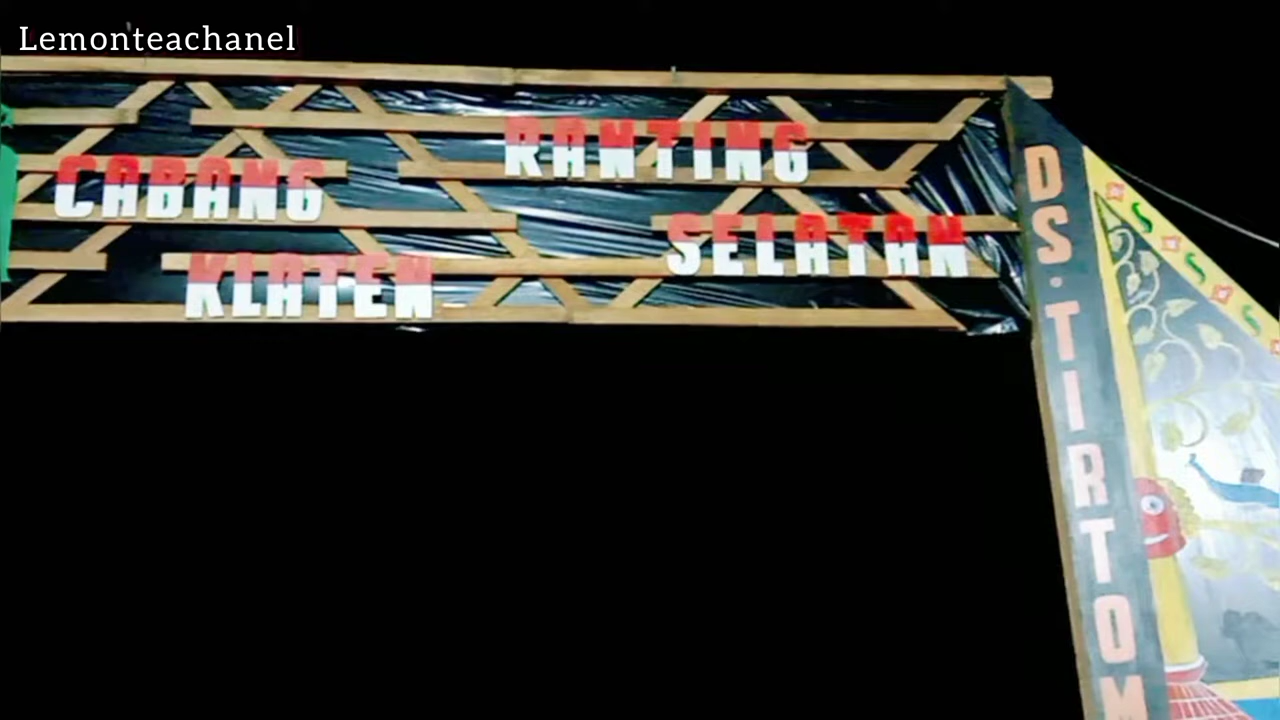 Lemonteachanel
CABANG
KLATEN
RANTING
SELATAN
DS. TIRTOM